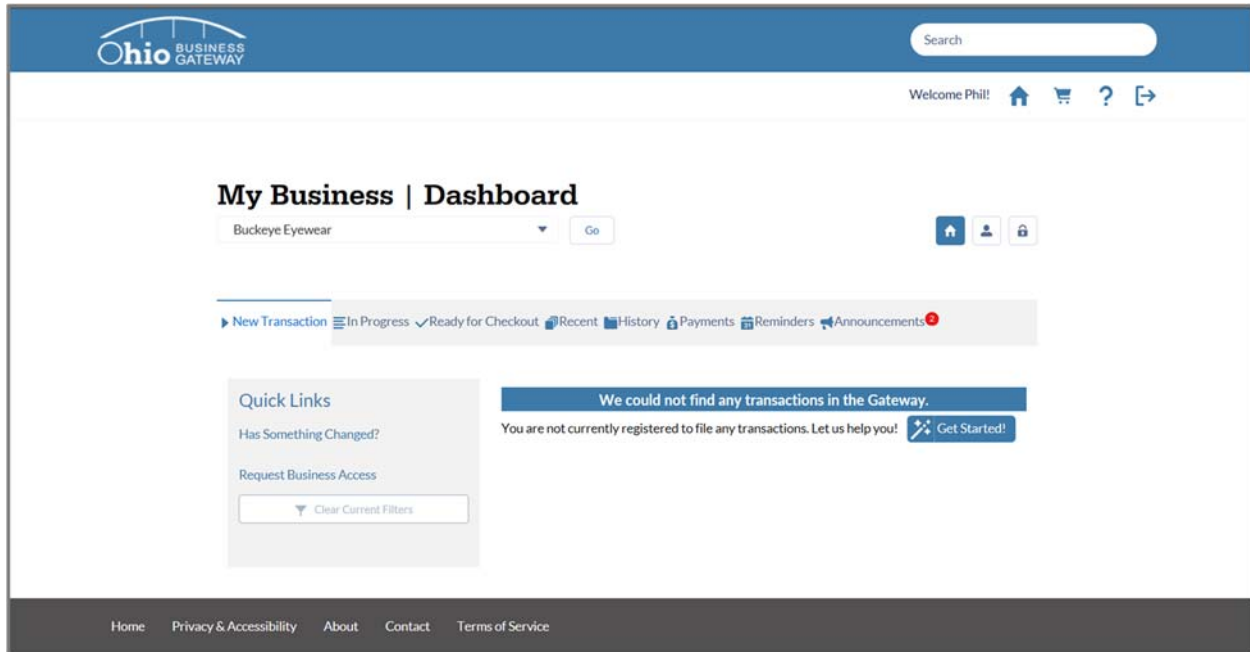 Ohio BUSINESS GATEWAY
Search
Welcome Phil!
My Business | Dashboard
Buckeye Eyewear Go
New Transaction In Progress Ready for Checkout Recent History Payments Reminders Announcements 2
Quick Links
Has Something Changed?
Request Business Access
Clear Current Filters
We could not find any transactions in the Gateway.
You are not currently registered to file any transactions. Let us help you! Get Started!
Home Privacy & Accessibility About Contact Terms of Service